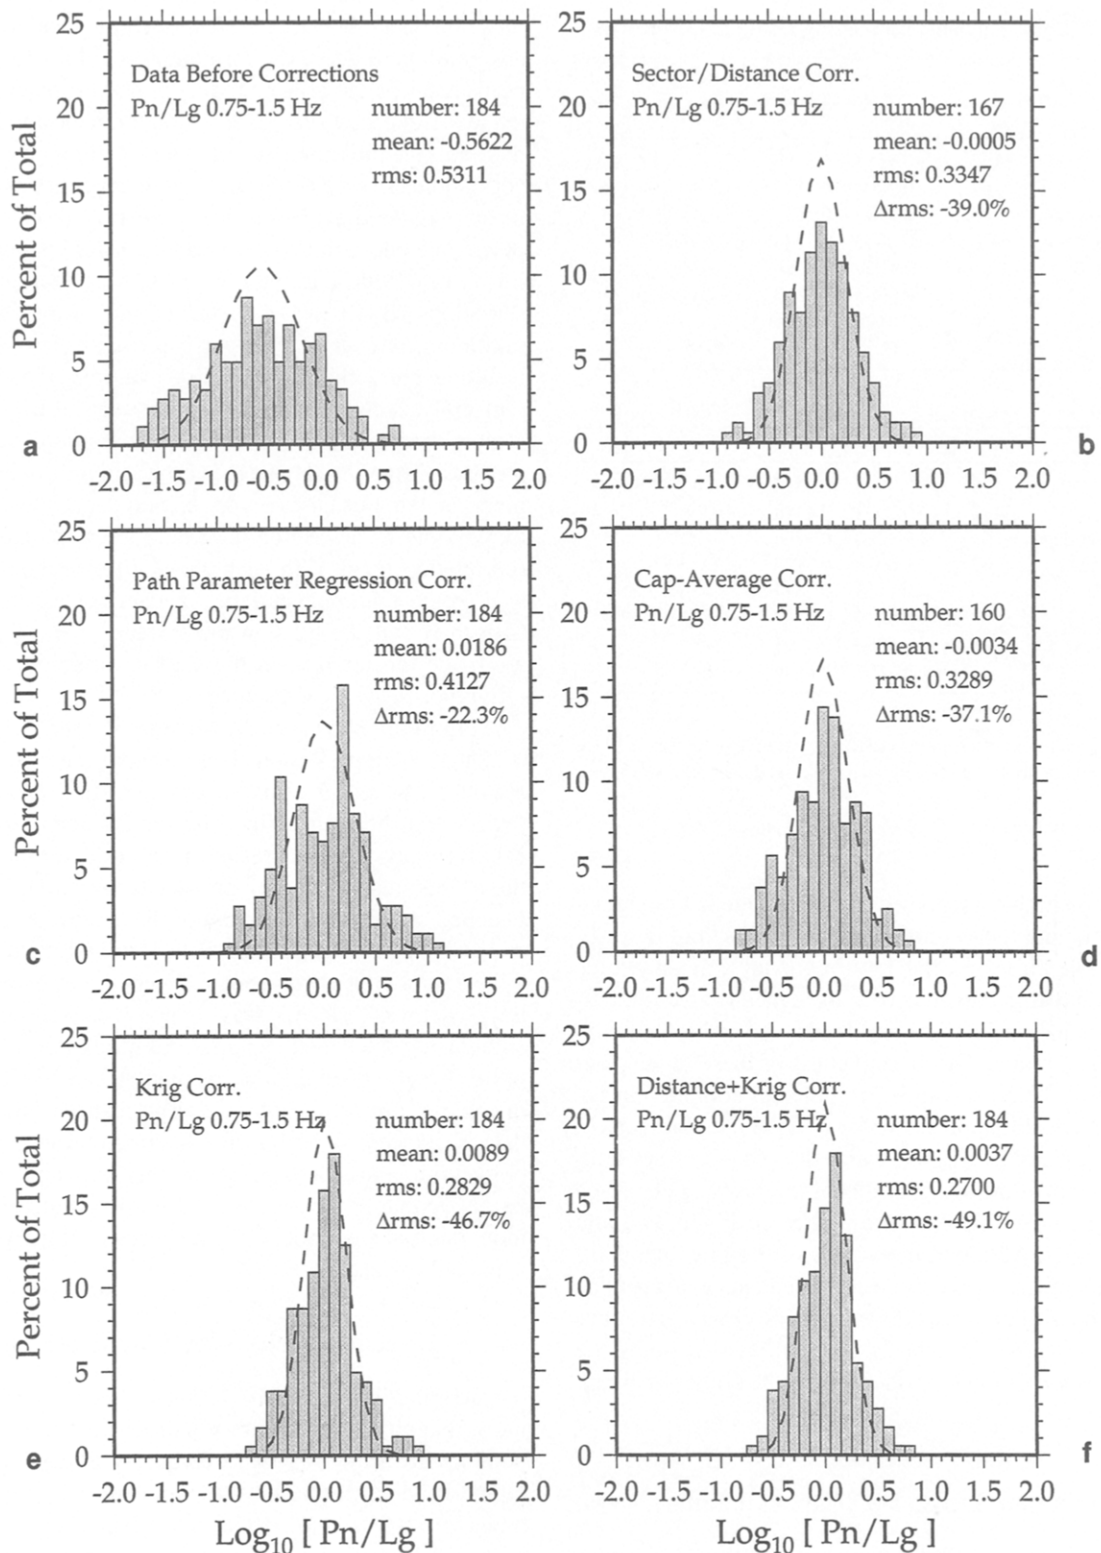 25
20
15
10
5
0
Percent of Total
Data Before Corrections
Pn/Lg 0.75-1.5 Hz
number: 184
mean: -0.5622
rms: 0.5311
a
-2.0 -1.5 -1.0 -0.5 0.0 0.5 1.0 1.5 2.0
25
20
15
10
5
0
Sector/Distance Corr.
Pn/Lg 0.75-1.5 Hz
number: 167
mean: -0.0005
rms: 0.3347
Δrms: -39.0%
b
-2.0 -1.5 -1.0 -0.5 0.0 0.5 1.0 1.5 2.0
25
20
15
10
5
0
Percent of Total
Path Parameter Regression Corr.
Pn/Lg 0.75-1.5 Hz
number: 184
mean: 0.0186
rms: 0.4127
Δrms: -22.3%
c
-2.0 -1.5 -1.0 -0.5 0.0 0.5 1.0 1.5 2.0
25
20
15
10
5
0
Cap-Average Corr.
Pn/Lg 0.75-1.5 Hz
number: 160
mean: -0.0034
rms: 0.3289
Δrms: -37.1%
d
-2.0 -1.5 -1.0 -0.5 0.0 0.5 1.0 1.5 2.0
25
20
15
10
5
0
Percent of Total
Krig Corr.
Pn/Lg 0.75-1.5 Hz
number: 184
mean: 0.0089
rms: 0.2829
Δrms: -46.7%
e
-2.0 -1.5 -1.0 -0.5 0.0 0.5 1.0 1.5 2.0
Log₁₀ [ Pn/Lg ]
25
20
15
10
5
0
Distance+Krig Corr.
Pn/Lg 0.75-1.5 Hz
number: 184
mean: 0.0037
rms: 0.2700
Δrms: -49.1%
f
-2.0 -1.5 -1.0 -0.5 0.0 0.5 1.0 1.5 2.0
Log₁₀ [ Pn/Lg ]